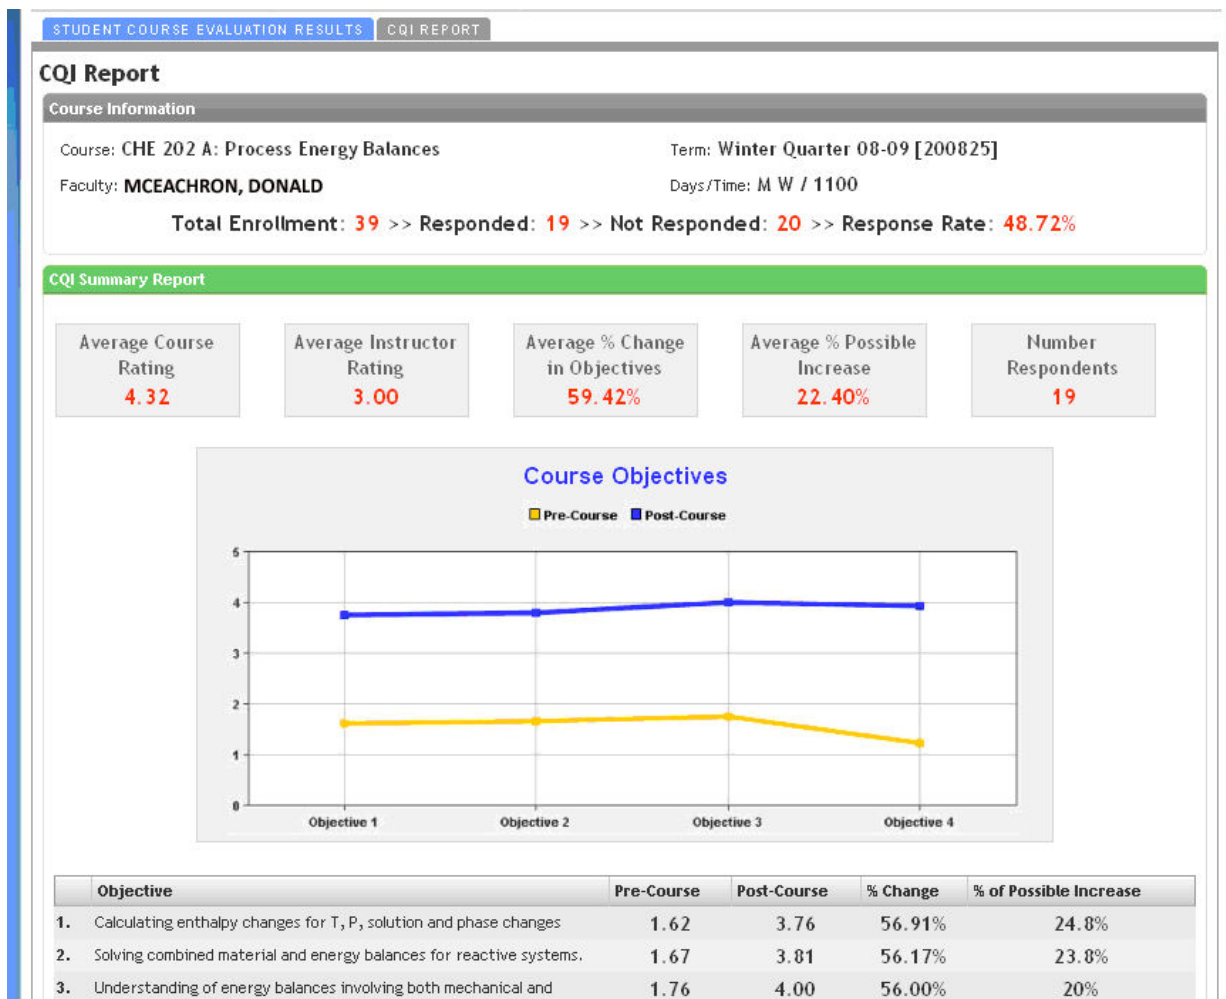 STUDENT COURSE EVALUATION RESULTS CQI REPORT
CQI Report
Course Information
Course: CHE 202 A: Process Energy Balances Term: Winter Quarter 08-09 [200825]
Faculty: MCEACHRON, DONALD Days/Time: M W / 1100
Total Enrollment: 39 >> Responded: 19 >> Not Responded: 20 >> Response Rate: 48.72%
CQI Summary Report
Average Course Rating
4.32
Average Instructor Rating
3.00
Average % Change in Objectives
59.42%
Average % Possible Increase
22.40%
Number Respondents
19
Course Objectives
Pre-Course Post-Course
5
4
3
2
1
0
Objective 1 Objective 2 Objective 3 Objective 4
Objective Pre-Course Post-Course % Change % of Possible Increase
1. Calculating enthalpy changes for T, P, solution and phase changes 1.62 3.76 56.91% 24.8%
2. Solving combined material and energy balances for reactive systems. 1.67 3.81 56.17% 23.8%
3. Understanding of energy balances involving both mechanical and 1.76 4.00 56.00% 20%